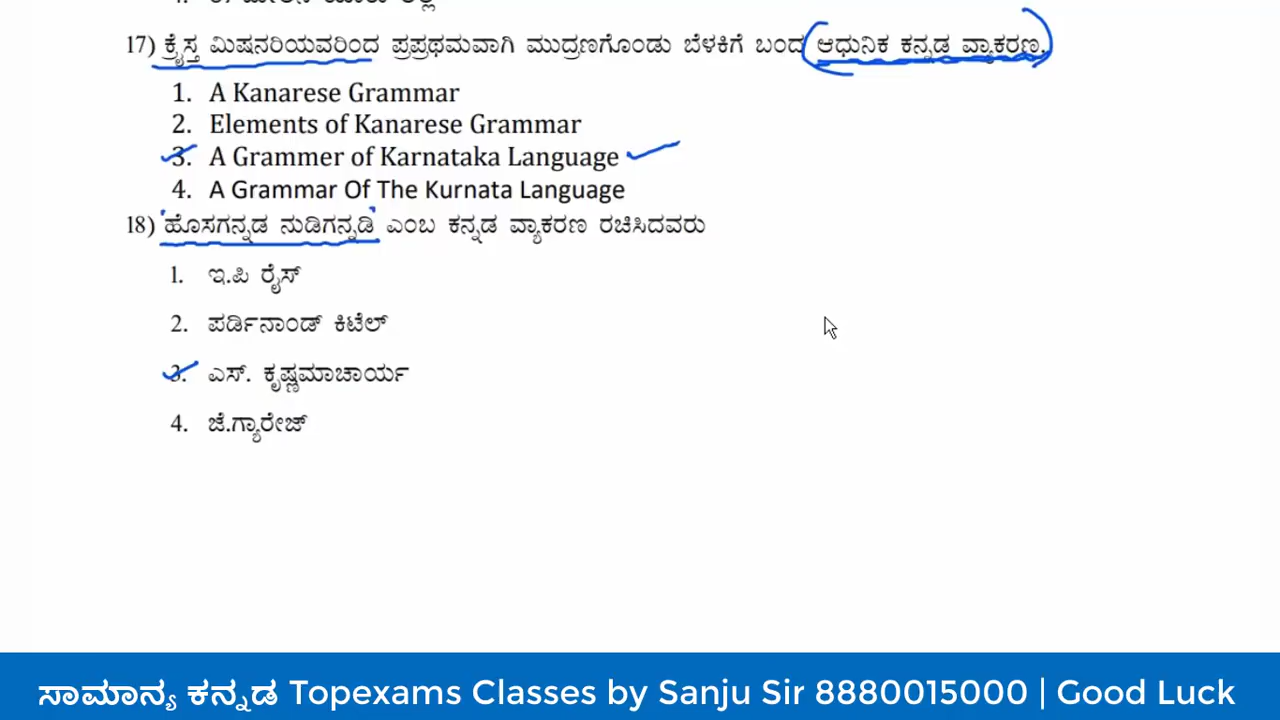 17) ಕ್ರೈಸ್ತ ಮಿಷನರಿಯವರಿಂದ ಪ್ರಪ್ರಥಮವಾಗಿ ಮುದ್ರಣಗೊಂಡು ಬೆಳಕಿಗೆ ಬಂದ ಆಧುನಿಕ ಕನ್ನಡ ವ್ಯಾಕರಣ.
1. A Kanarese Grammar
2. Elements of Kanarese Grammar
3. A Grammer of Karnataka Language
4. A Grammar Of The Kurnata Language
18) 'ಹೊಸಗನ್ನಡ ನುಡಿಗನ್ನಡಿ' ಎಂಬ ಕನ್ನಡ ವ್ಯಾಕರಣ ರಚಿಸಿದವರು
1. ಇ.ಪಿ ರೈಸ್
2. ಪರ್ಡಿನಾಂಡ್ ಕಿಟೆಲ್
3. ಎಸ್. ಕೃಷ್ಣಮಾಚಾರ್ಯ
4. ಜೆ.ಗ್ಯಾರೇಜ್
ಸಾಮಾನ್ಯ ಕನ್ನಡ Topexams Classes by Sanju Sir 8880015000 | Good Luck